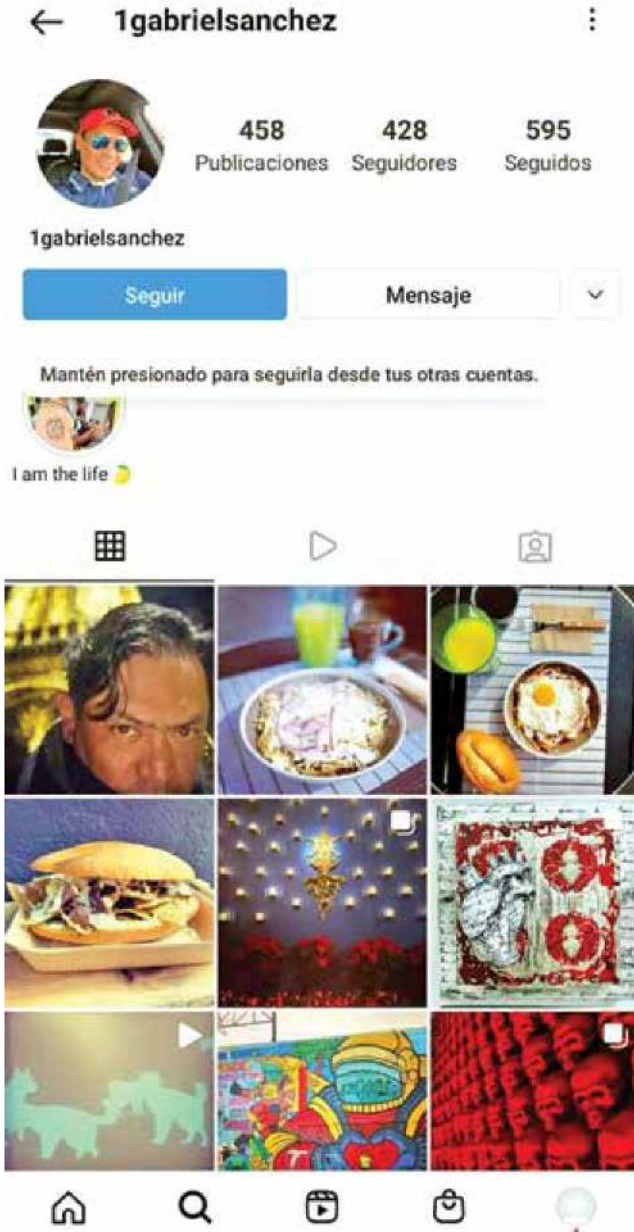 1gabrielsanchez
458 428 595
Publicaciones Seguidores Seguidos
1gabrielsanchez
Seguir Mensaje
Mantén presionado para seguirla desde tus otras cuentas.
I am the life 🍋